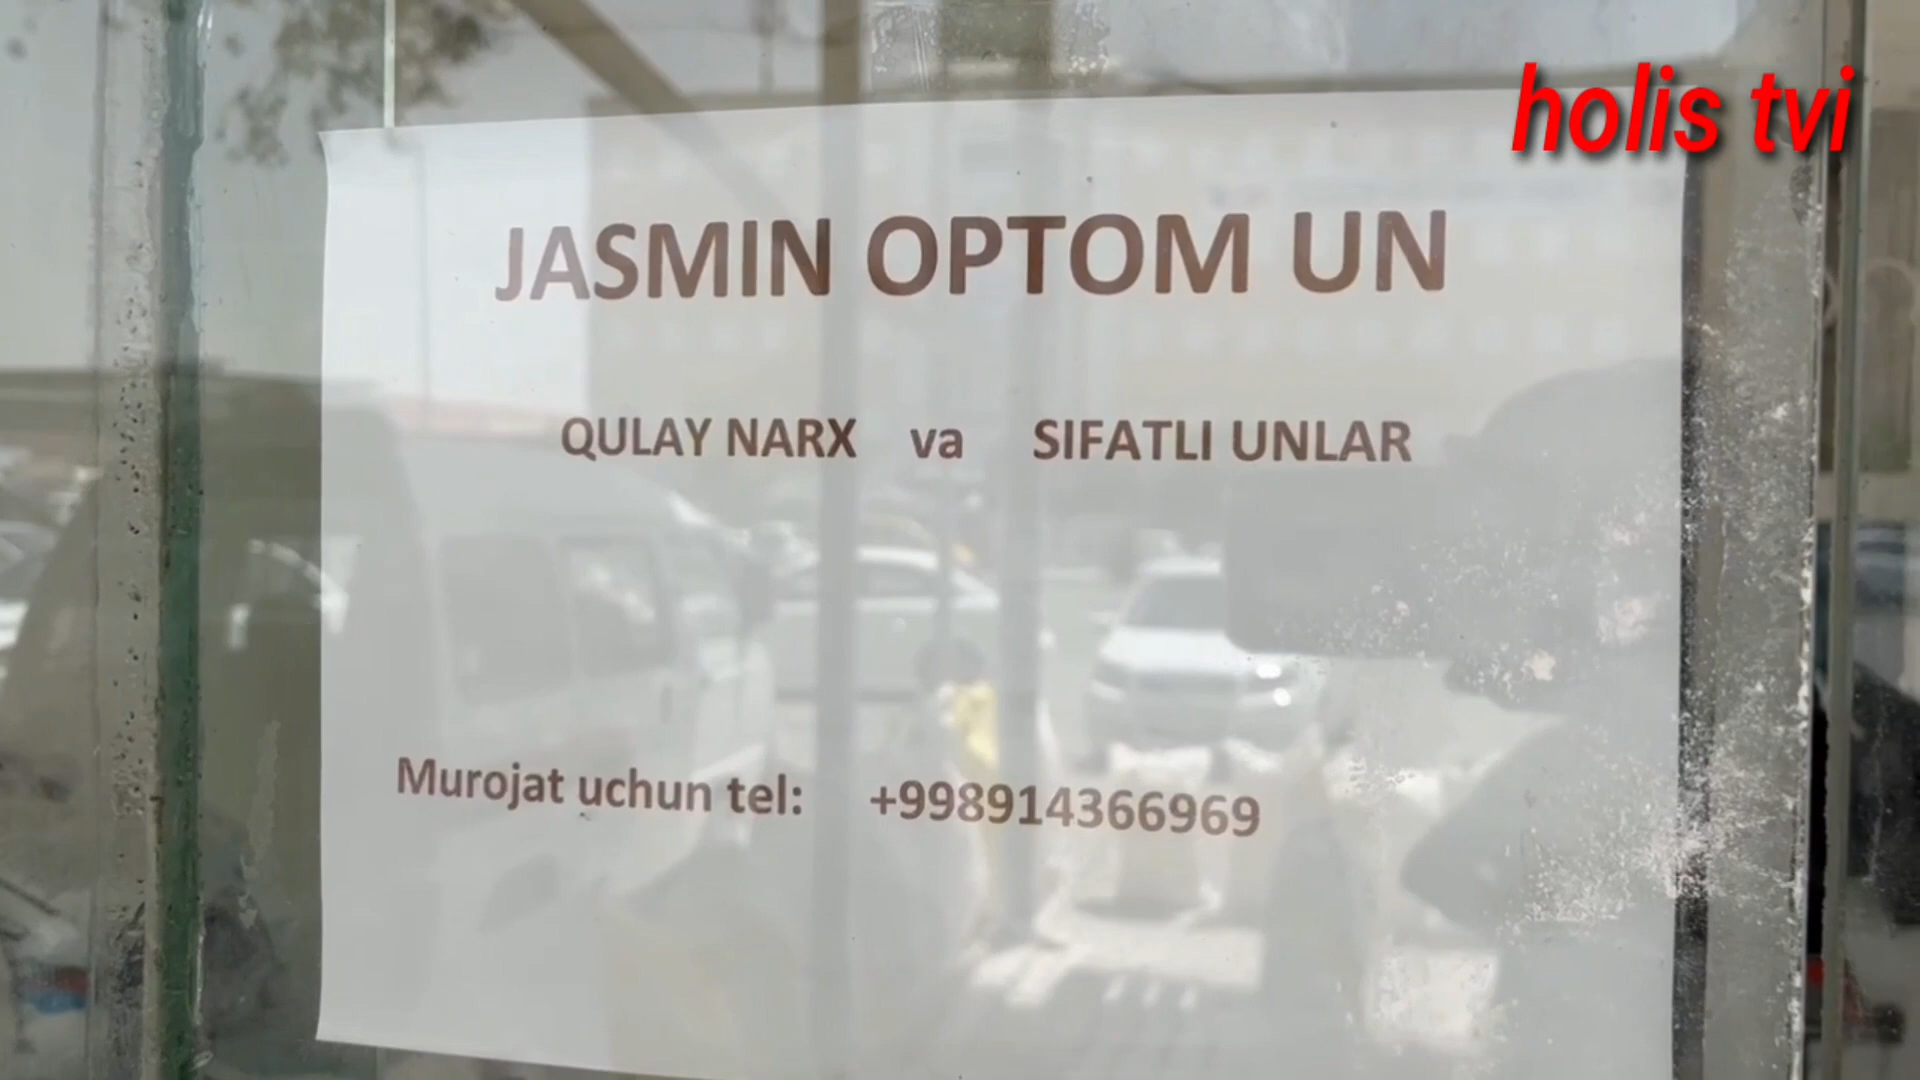 holis tvi
JASMIN OPTOM UN
QULAY NARX va SIFATLI UNLAR
Murojat uchun tel: +998914366969